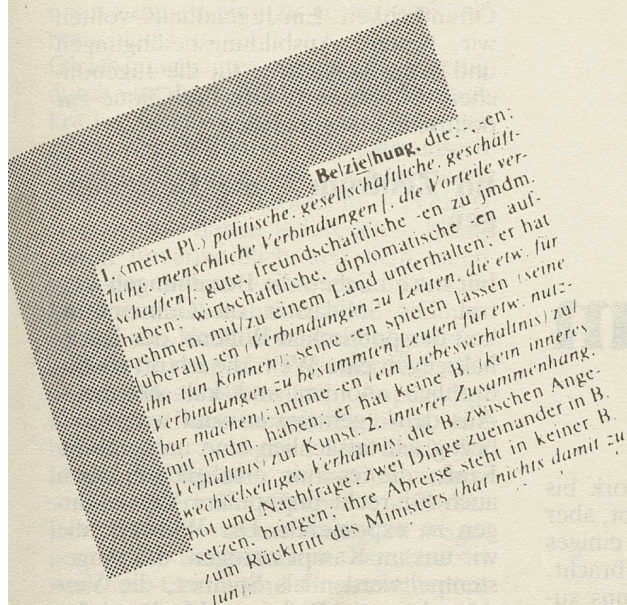 Be|zie|hung, die; -, -en:
1. ⟨meist Pl.⟩ politische, gesellschaftliche, geschäft-
liche, menschliche Verbindungen [, die Vorteile ver-
schaffen]: gute, freundschaftliche -en zu jmdm.
haben; wirtschaftliche, diplomatische -en auf-
nehmen, mit/zu einem Land unterhalten; er hat
überall] -en (Verbindungen zu Leuten, die etw. für
ihn tun können); seine -en spielen lassen (seine
Verbindungen zu bestimmten Leuten für etw. nutz-
bar machen); intime -en (ein Liebesverhältnis) zu/
mit jmdm. haben; er hat keine B. (kein inneres
Verhältnis) zur Kunst. 2. innerer Zusammenhang,
wechselseitiges Verhältnis: die B. zwischen Ange-
bot und Nachfrage; zwei Dinge zueinander in B.
setzen, bringen; ihre Abreise steht in keiner B.
zum Rücktritt des Ministers (hat nichts damit zu
tun);